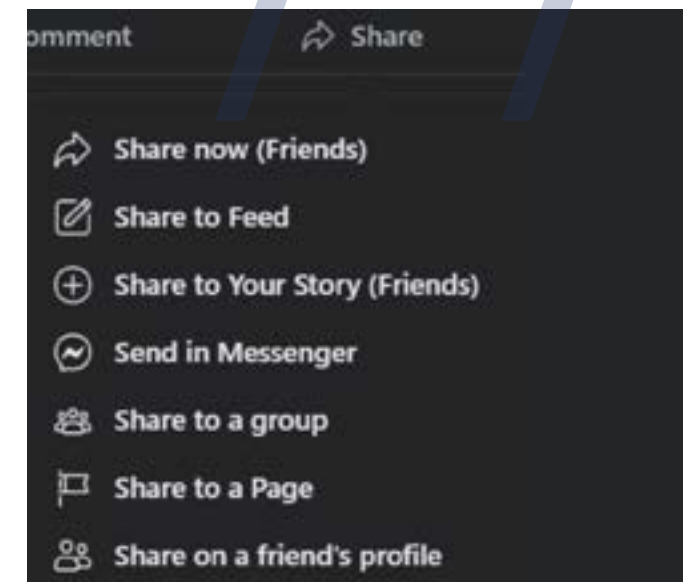 omment Share
Share now (Friends)
Share to Feed
Share to Your Story (Friends)
Send in Messenger
Share to a group
Share to a Page
Share on a friend's profile